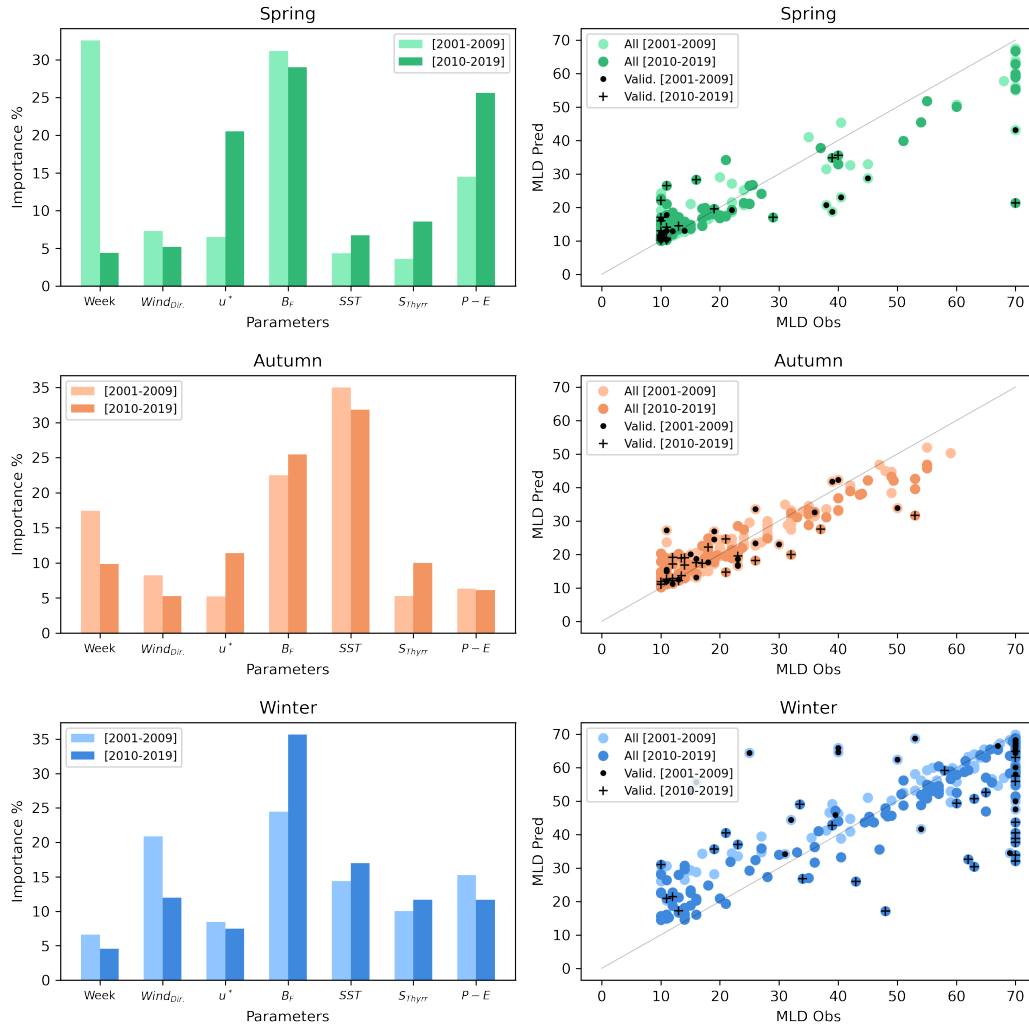 Spring
Importance %
30
25
20
15
10
5
0
[2001-2009]
[2010-2019]
Week
Wind_Dir.
u*
B_F
SST
S_Thyrr
P − E
Parameters
Spring
MLD Pred
70
60
50
40
30
20
10
0
All [2001-2009]
All [2010-2019]
Valid. [2001-2009]
Valid. [2010-2019]
0 10 20 30 40 50 60 70
MLD Obs
Autumn
Importance %
35
30
25
20
15
10
5
0
[2001-2009]
[2010-2019]
Week
Wind_Dir.
u*
B_F
SST
S_Thyrr
P − E
Parameters
Autumn
MLD Pred
70
60
50
40
30
20
10
0
All [2001-2009]
All [2010-2019]
Valid. [2001-2009]
Valid. [2010-2019]
0 10 20 30 40 50 60 70
MLD Obs
Winter
Importance %
35
30
25
20
15
10
5
0
[2001-2009]
[2010-2019]
Week
Wind_Dir.
u*
B_F
SST
S_Thyrr
P − E
Parameters
Winter
MLD Pred
70
60
50
40
30
20
10
0
All [2001-2009]
All [2010-2019]
Valid. [2001-2009]
Valid. [2010-2019]
0 10 20 30 40 50 60 70
MLD Obs